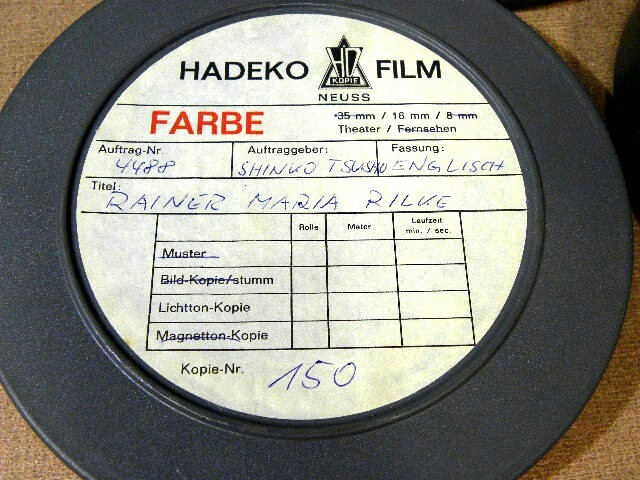 HADEKO HD KOPIE FILM
NEUSS
FARBE
35 mm / 16 mm / 8 mm
Theater / Fernsehen
Auftrag-Nr. Auftraggeber: Fassung:
4488 SHINKO TSUSHO ENGLISCH
Titel: RAINER MARIA RILKE
Rolle Mater Laufzeit min. / sec.
Muster
Bild-Kopie/stumm
Lichtton-Kopie
Magnetton-Kopie
Kopie-Nr. 150